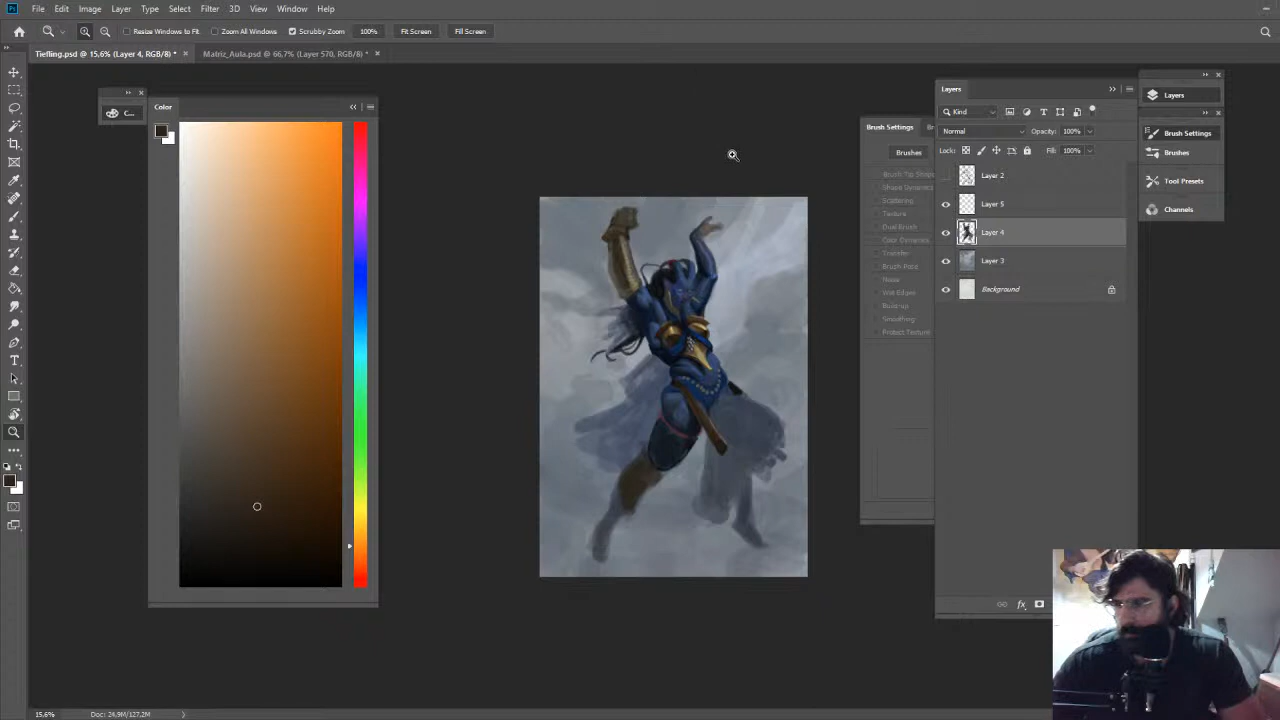 Ps File Edit Image Layer Type Select Filter 3D View Window Help
Resize Windows to Fit Zoom All Windows Scrubby Zoom 100% Fit Screen Fill Screen
Tiefling.psd @ 15,6% (Layer 4, RGB/8) * × Matriz_Aula.psd @ 66,7% (Layer 570, RGB/8) * ×
C...
Color
Brush Settings Br
Brushes
Brush Tip Shape
Shape Dynamics
Scattering
Texture
Dual Brush
Color Dynamics
Transfer
Brush Pose
Noise
Wet Edges
Build-up
Smoothing
Protect Texture
Layers
Kind
Normal Opacity: 100%
Lock: Fill: 100%
Layer 2
Layer 5
Layer 4
Layer 3
Background
fx
Layers
Brush Settings
Brushes
Tool Presets
Channels
15,6% Doc: 24,9M/127,2M